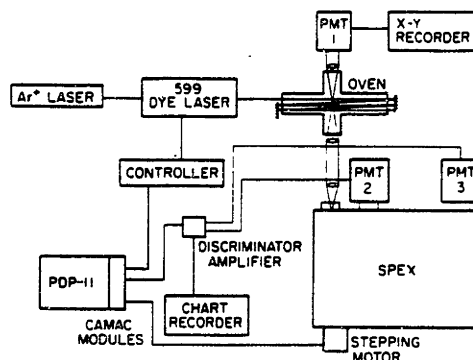 PMT
1
X-Y
RECORDER
OVEN
599
DYE LASER
Ar+ LASER
CONTROLLER
PMT
2
PMT
3
DISCRIMINATOR
AMPLIFIER
SPEX
PDP-11
CAMAC
MODULES
CHART
RECORDER
STEPPING
MOTOR